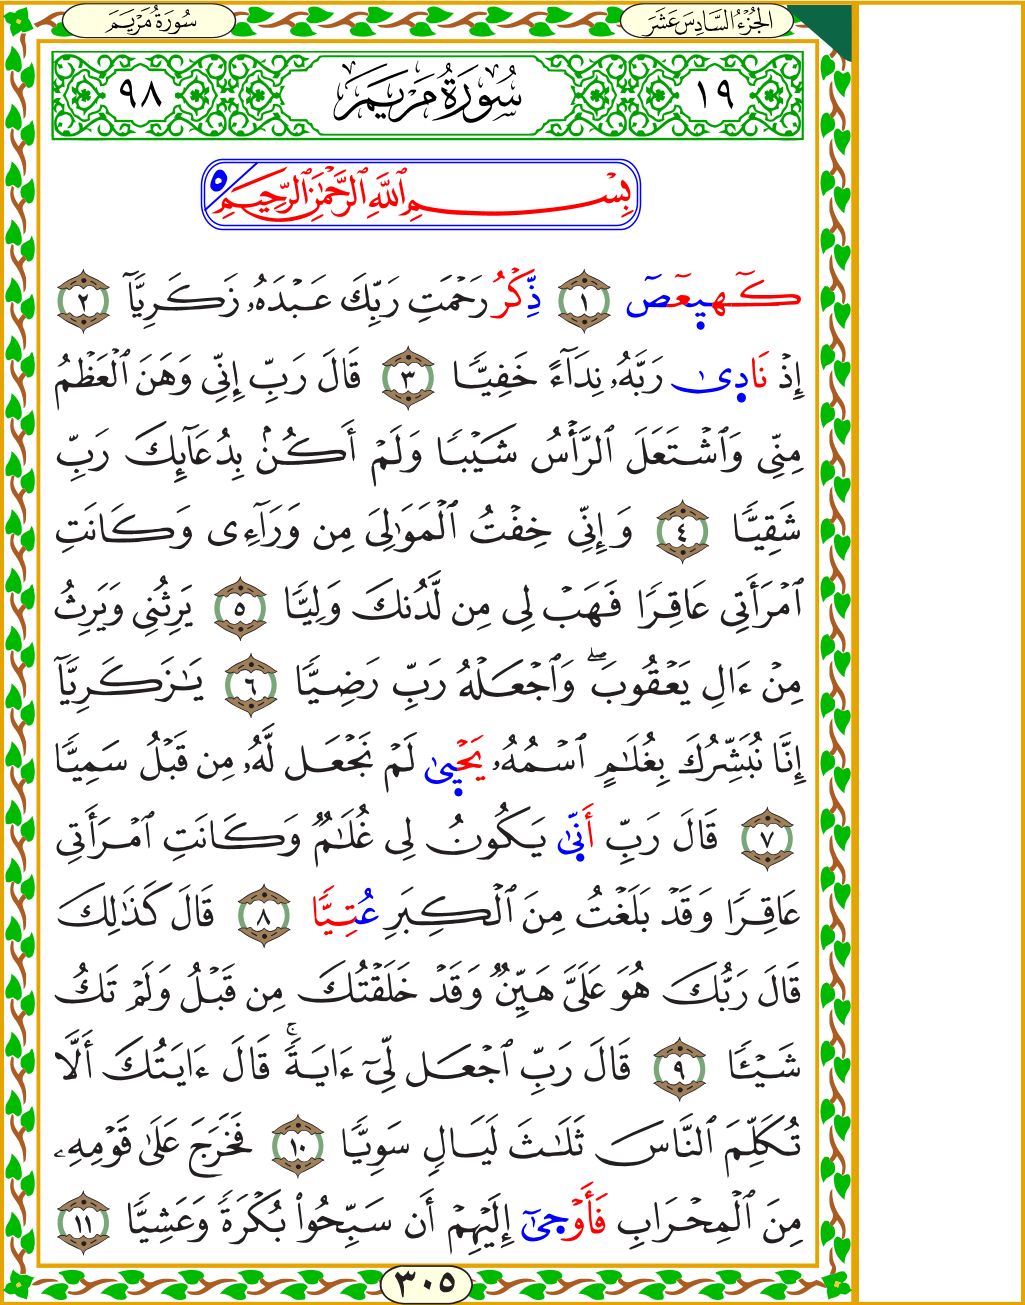 الجُزْءُ السَّادِسَ عَشَرَ سُورَةُ مَرْيَمَ
١٩ سُورَةُ مَرْيَمَ ٩٨
بِسْمِ ٱللَّهِ ٱلرَّحْمَٰنِ ٱلرَّحِيمِ ٥
كٓهيعٓصٓ ١ ذِّكْرُ رَحْمَتِ رَبِّكَ عَبْدَهُۥ زَكَرِيَّآ ٢
إِذْ نَادِىٰ رَبَّهُۥ نِدَآءً خَفِيًّا ٣ قَالَ رَبِّ إِنِّى وَهَنَ ٱلْعَظْمُ
مِنِّى وَٱشْتَعَلَ ٱلرَّأْسُ شَيْبًا وَلَمْ أَكُنۢ بِدُعَآئِكَ رَبِّ
شَقِيًّا ٤ وَإِنِّى خِفْتُ ٱلْمَوَٰلِىَ مِن وَرَآءِى وَكَانَتِ
ٱمْرَأَتِى عَاقِرًا فَهَبْ لِى مِن لَّدُنكَ وَلِيًّا ٥ يَرِثُنِى وَيَرِثُ
مِنْ ءَالِ يَعْقُوبَ ۖ وَٱجْعَلْهُ رَبِّ رَضِيًّا ٦ يَٰزَكَرِيَّآ
إِنَّا نُبَشِّرُكَ بِغُلَٰمٍ ٱسْمُهُۥ يَحْيِىٰ لَمْ نَجْعَل لَّهُۥ مِن قَبْلُ سَمِيًّا
٧ قَالَ رَبِّ أَنِّىٰ يَكُونُ لِى غُلَٰمٌ وَكَانَتِ ٱمْرَأَتِى
عَاقِرًا وَقَدْ بَلَغْتُ مِنَ ٱلْكِبَرِ عُتِيًّا ٨ قَالَ كَذَٰلِكَ
قَالَ رَبُّكَ هُوَ عَلَىَّ هَيِّنٌ وَقَدْ خَلَقْتُكَ مِن قَبْلُ وَلَمْ تَكُ
شَيْـًٔا ٩ قَالَ رَبِّ ٱجْعَل لِّىٓ ءَايَةً ۚ قَالَ ءَايَتُكَ أَلَّا
تُكَلِّمَ ٱلنَّاسَ ثَلَٰثَ لَيَالٍ سَوِيًّا ١٠ فَخَرَجَ عَلَىٰ قَوْمِهِۦ
مِنَ ٱلْمِحْرَابِ فَأَوْحِىٰٓ إِلَيْهِمْ أَن سَبِّحُوا۟ بُكْرَةً وَعَشِيًّا ١١
٣٠٥